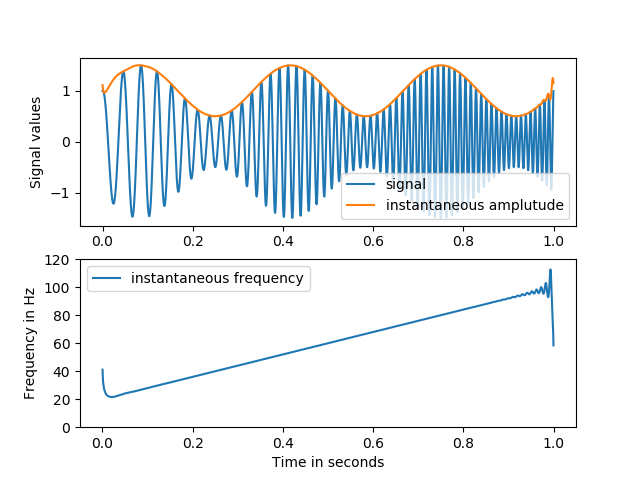 Signal values
1
0
−1
signal
instantaneous amplutude
0.0 0.2 0.4 0.6 0.8 1.0
Frequency in Hz
120
100
80
60
40
20
0
instantaneous frequency
0.0 0.2 0.4 0.6 0.8 1.0
Time in seconds